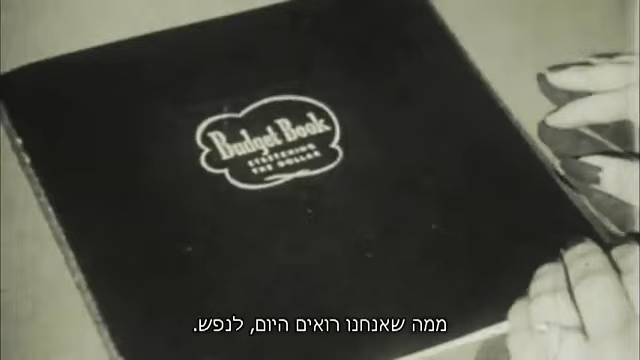 Budget Book
STRETCHING
THE DOLLAR
ממה שאנחנו רואים היום, לנפש.